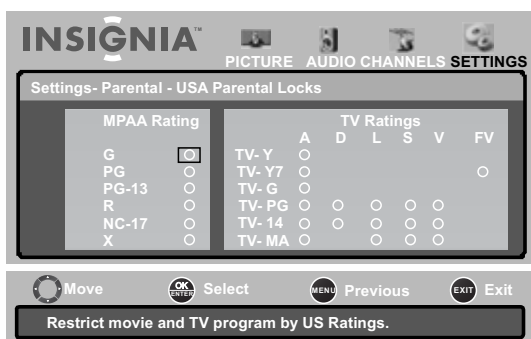 INSIGNIA™
PICTURE AUDIO CHANNELS SETTINGS
Settings- Parental - USA Parental Locks
MPAA Rating
G
PG
PG-13
R
NC-17
X
TV Ratings
A D L S V FV
TV- Y
TV- Y7
TV- G
TV- PG
TV- 14
TV- MA
Move OK ENTER Select MENU Previous EXIT Exit
Restrict movie and TV program by US Ratings.